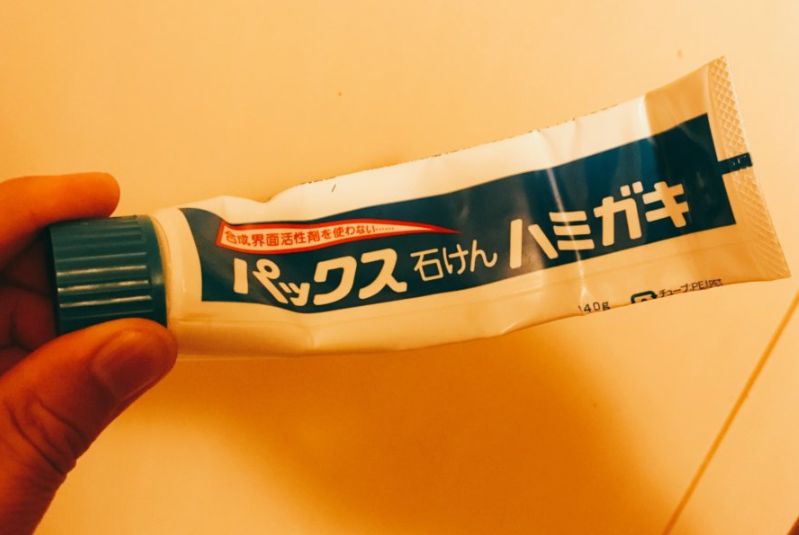 合成界面活性剤を使わない……
パックス 石けん ハミガキ
140g
チューブ:PE,PET